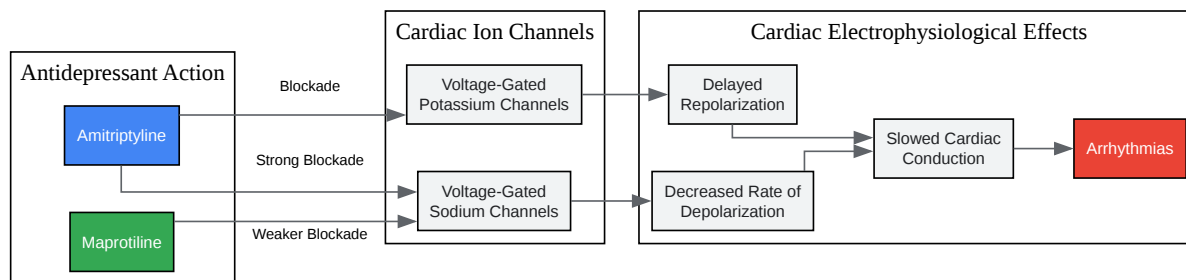 Antidepressant Action
Amitriptyline
Maprotiline
Blockade
Strong Blockade
Weaker Blockade
Cardiac Ion Channels
Voltage-Gated
Potassium Channels
Voltage-Gated
Sodium Channels
Cardiac Electrophysiological Effects
Delayed
Repolarization
Decreased Rate of
Depolarization
Slowed Cardiac
Conduction
Arrhythmias